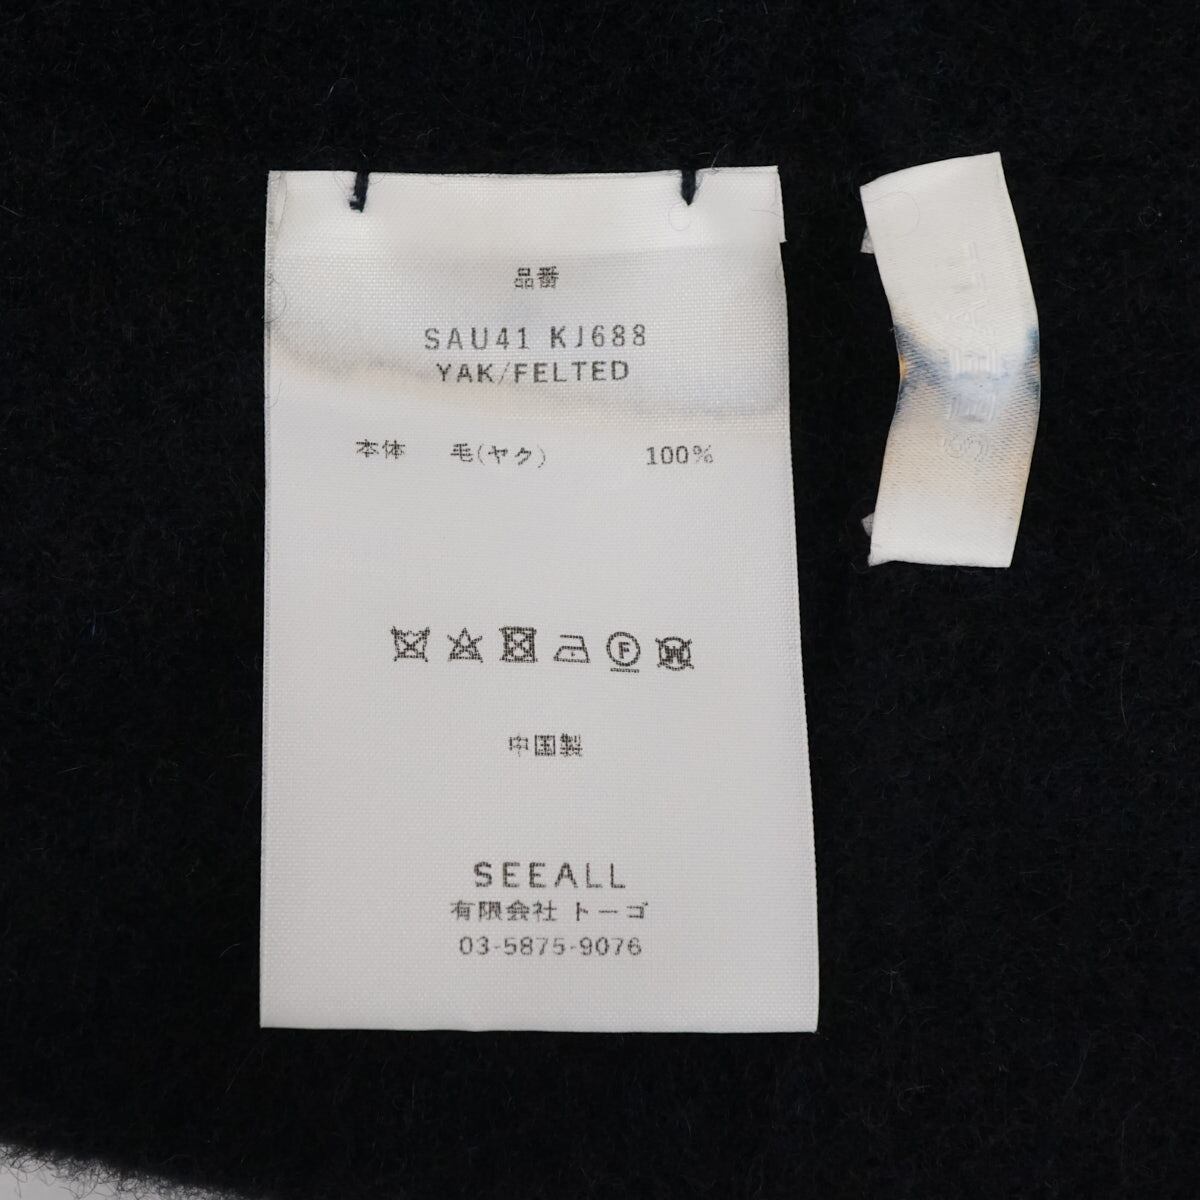 品番
SAU41 KJ688
YAK/FELTED
本体 毛(ヤク) 100%
F
W
中国製
SEEALL
有限会社 トーゴ
03-5875-9076
SEEALL